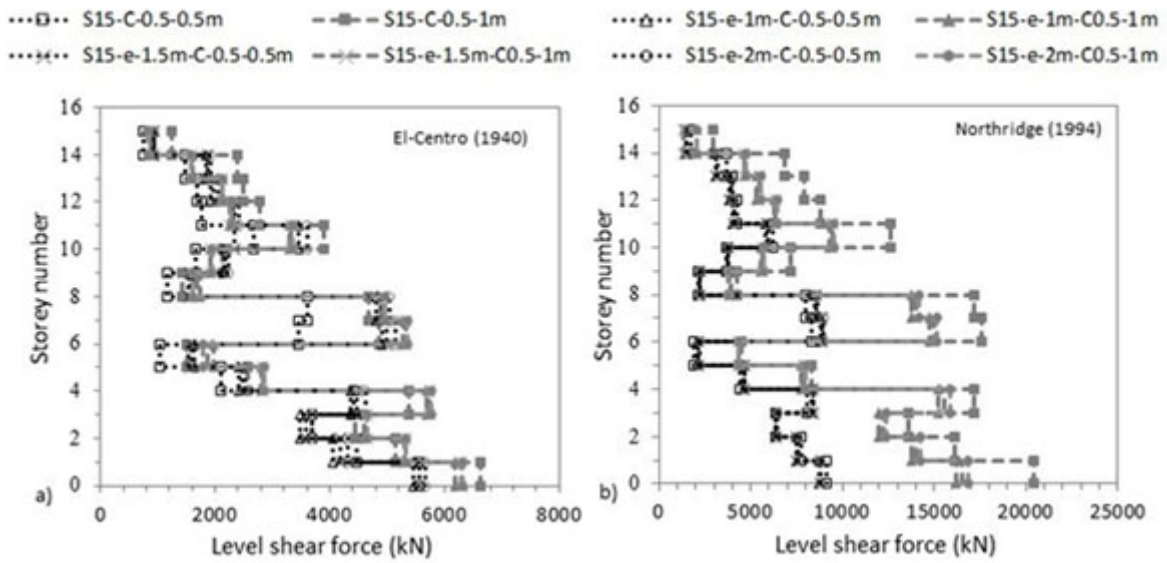 S15-C-0.5-0.5m S15-C-0.5-1m S15-e-1m-C-0.5-0.5m S15-e-1m-C0.5-1m
S15-e-1.5m-C-0.5-0.5m S15-e-1.5m-C0.5-1m S15-e-2m-C-0.5-0.5m S15-e-2m-C0.5-1m
Storey number
16
14
12
10
8
6
4
2
0
El-Centro (1940)
a)
0 2000 4000 6000 8000
Level shear force (kN)
Storey number
16
14
12
10
8
6
4
2
0
Northridge (1994)
b)
0 5000 10000 15000 20000 25000
Level shear force (kN)